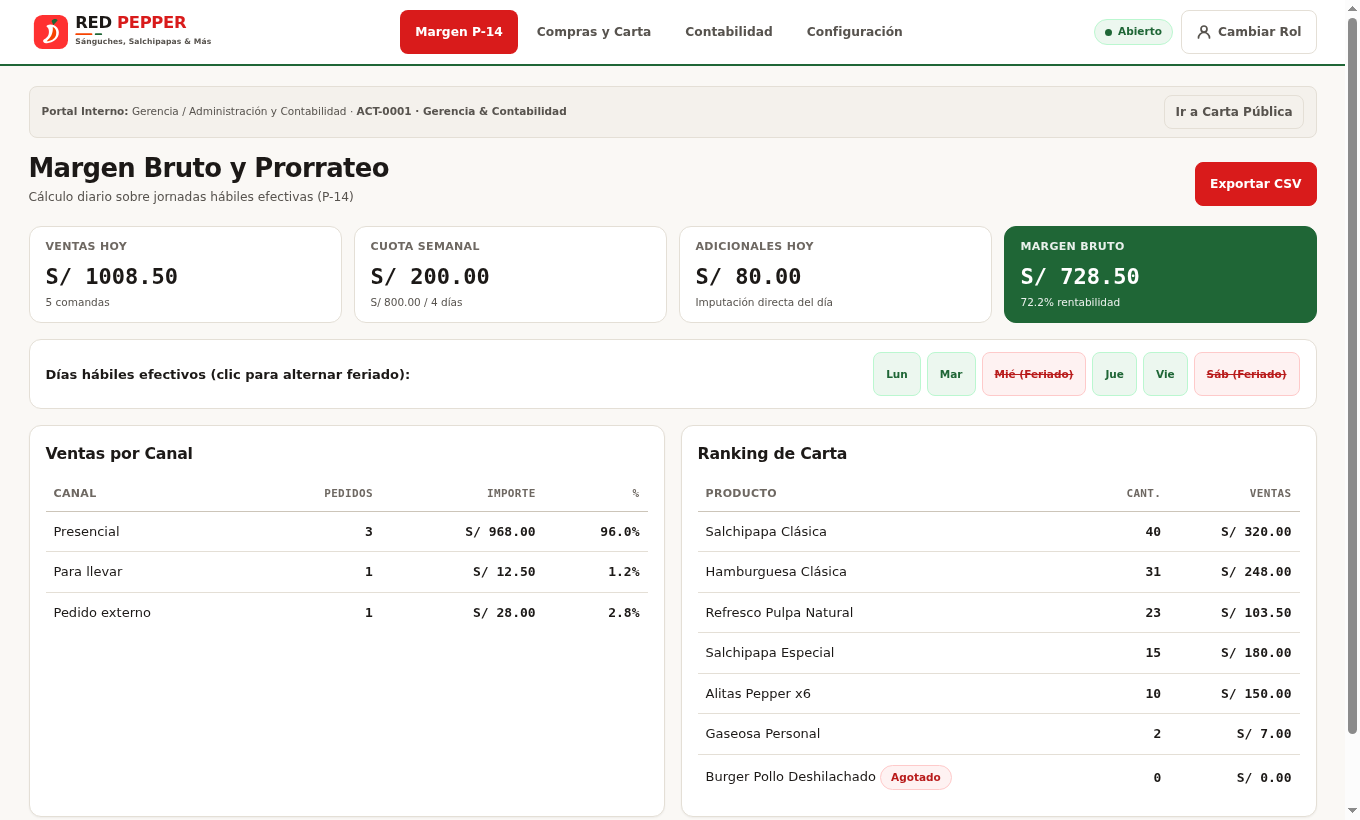 RED PEPPER
Sánguches, Salchipapas & Más
Margen P-14
Compras y Carta
Contabilidad
Configuración
Abierto
Cambiar Rol
Portal Interno: Gerencia / Administración y Contabilidad · ACT-0001 · Gerencia & Contabilidad
Ir a Carta Pública
Margen Bruto y Prorrateo
Cálculo diario sobre jornadas hábiles efectivas (P-14)
Exportar CSV
VENTAS HOY
S/ 1008.50
5 comandas
CUOTA SEMANAL
S/ 200.00
S/ 800.00 / 4 días
ADICIONALES HOY
S/ 80.00
Imputación directa del día
MARGEN BRUTO
S/ 728.50
72.2% rentabilidad
Días hábiles efectivos (clic para alternar feriado):
Lun
Mar
Mié (Feriado)
Jue
Vie
Sáb (Feriado)
Ventas por Canal
CANAL PEDIDOS IMPORTE %
Presencial 3 S/ 968.00 96.0%
Para llevar 1 S/ 12.50 1.2%
Pedido externo 1 S/ 28.00 2.8%
Ranking de Carta
PRODUCTO CANT. VENTAS
Salchipapa Clásica 40 S/ 320.00
Hamburguesa Clásica 31 S/ 248.00
Refresco Pulpa Natural 23 S/ 103.50
Salchipapa Especial 15 S/ 180.00
Alitas Pepper x6 10 S/ 150.00
Gaseosa Personal 2 S/ 7.00
Burger Pollo Deshilachado Agotado 0 S/ 0.00